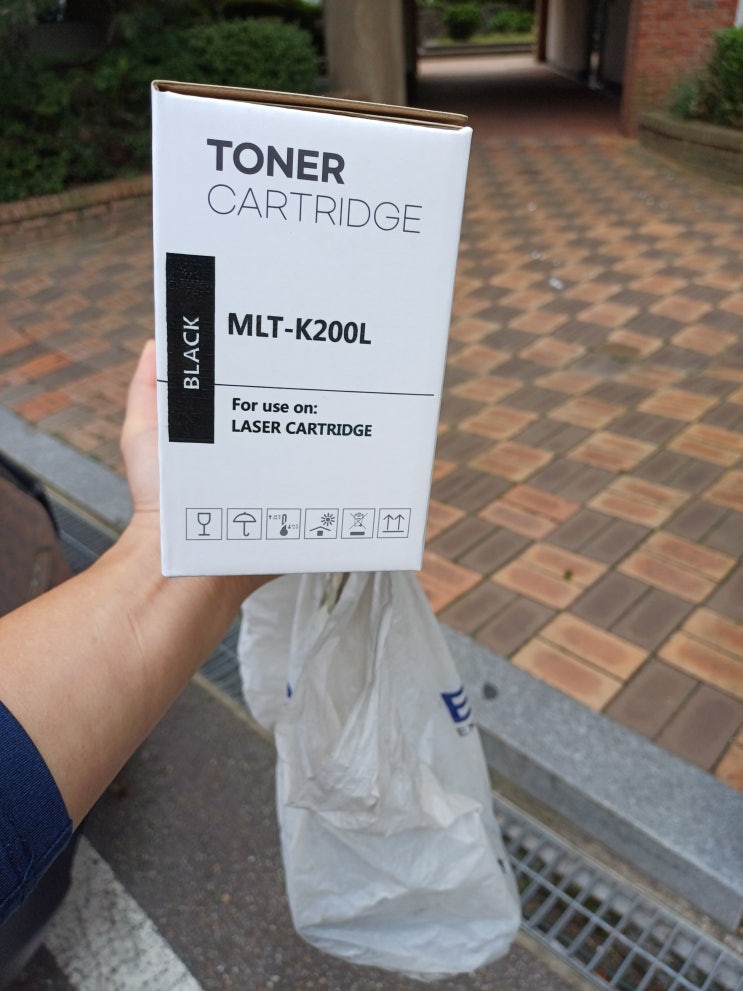 TONER
CARTRIDGE
BLACK
MLT-K200L
For use on:
LASER CARTRIDGE